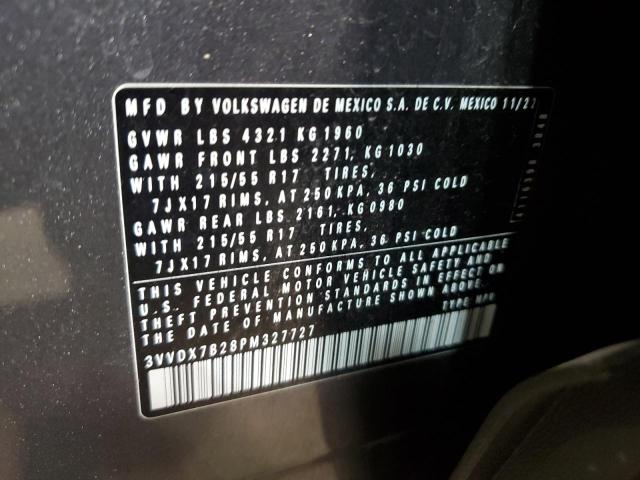 MFD BY VOLKSWAGEN DE MEXICO S.A. DE C.V. MEXICO 11/22
GVWR LBS 4321 KG 1960
GAWR FRONT LBS 2271, KG 1030
WITH 215/55 R17 TIRES,
7JX17 RIMS, AT 250 KPA, 36 PSI COLD
GAWR REAR LBS 2161, KG 0980
WITH 215/55 R17 TIRES,
7JX17 RIMS, AT 250 KPA, 36 PSI COLD
THIS VEHICLE CONFORMS TO ALL APPLICABLE
U.S. FEDERAL MOTOR VEHICLE SAFETY AND
THEFT PREVENTION STANDARDS IN EFFECT ON
THE DATE OF MANUFACTURE SHOWN ABOVE.
3VVDX7B28PM327727
TYPE MPV